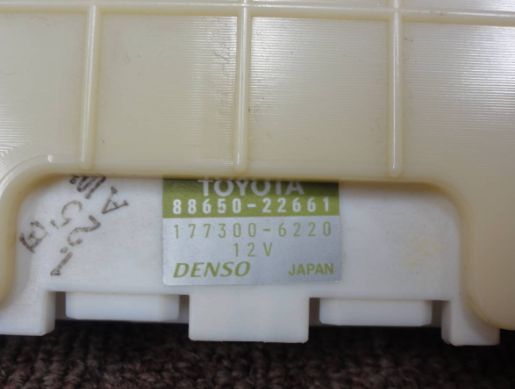 TOYOTA
88650-22661
177300-6220
12V
DENSO JAPAN